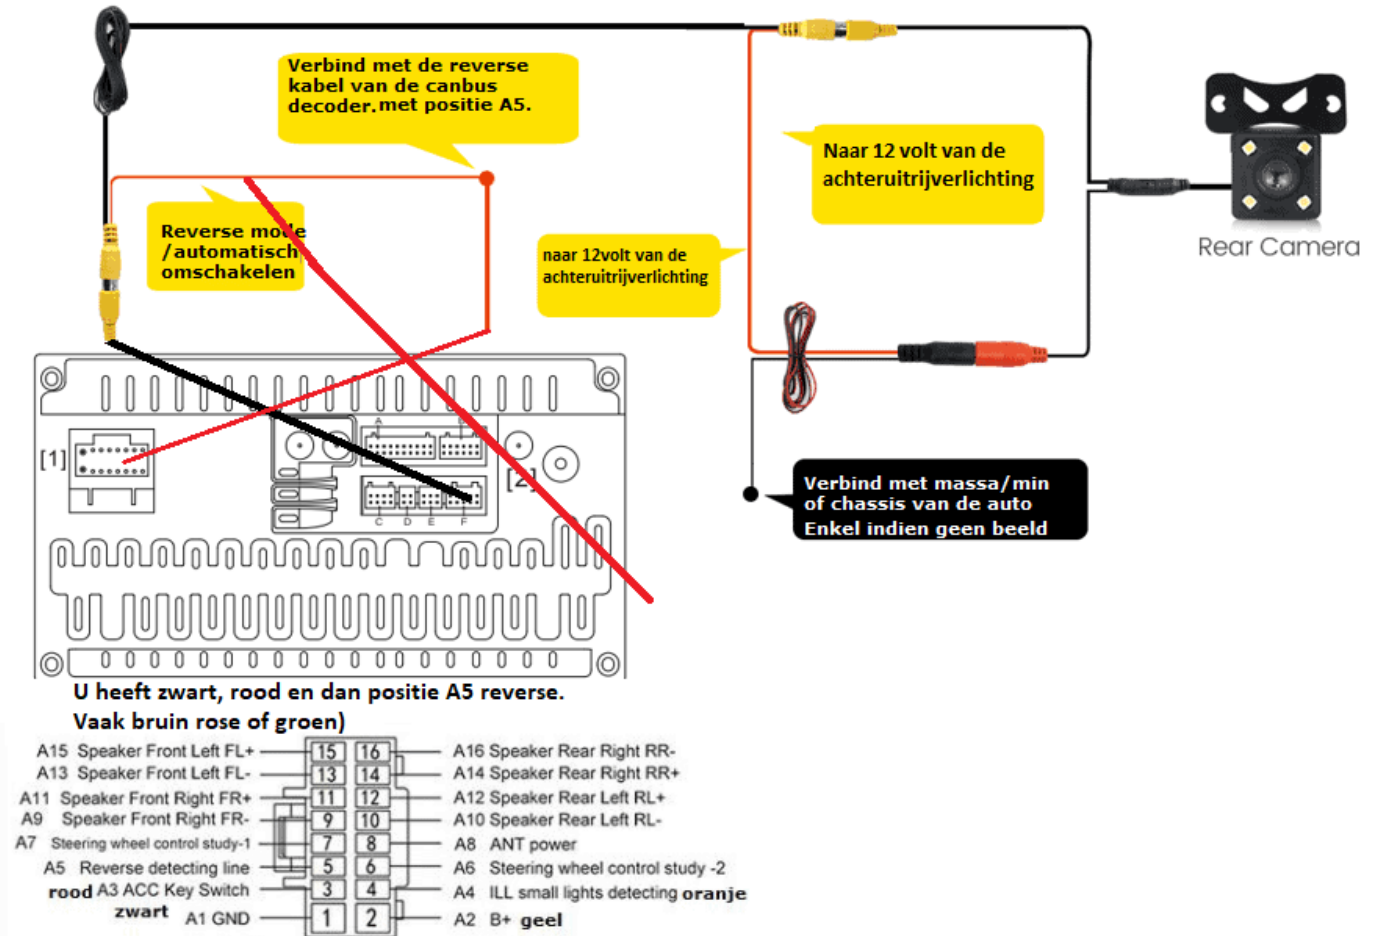 Verbind met de reverse
kabel van de canbus
decoder.met positie A5.
Naar 12 volt van de
achteruitrijverlichting
Reverse mode
/automatisch
omschakelen
naar 12volt van de
achteruitrijverlichting
Rear Camera
[1]
A
[2]
C D E F
Verbind met massa/min
of chassis van de auto
Enkel indien geen beeld
U heeft zwart, rood en dan positie A5 reverse.
Vaak bruin rose of groen)
A15 Speaker Front Left FL+ 15 16 A16 Speaker Rear Right RR-
A13 Speaker Front Left FL- 13 14 A14 Speaker Rear Right RR+
A11 Speaker Front Right FR+ 11 12 A12 Speaker Rear Left RL+
A9 Speaker Front Right FR- 9 10 A10 Speaker Rear Left RL-
A7 Steering wheel control study-1 7 8 A8 ANT power
A5 Reverse detecting line 5 6 A6 Steering wheel control study -2
rood A3 ACC Key Switch 3 4 A4 ILL small lights detecting oranje
zwart A1 GND 1 2 A2 B+ geel